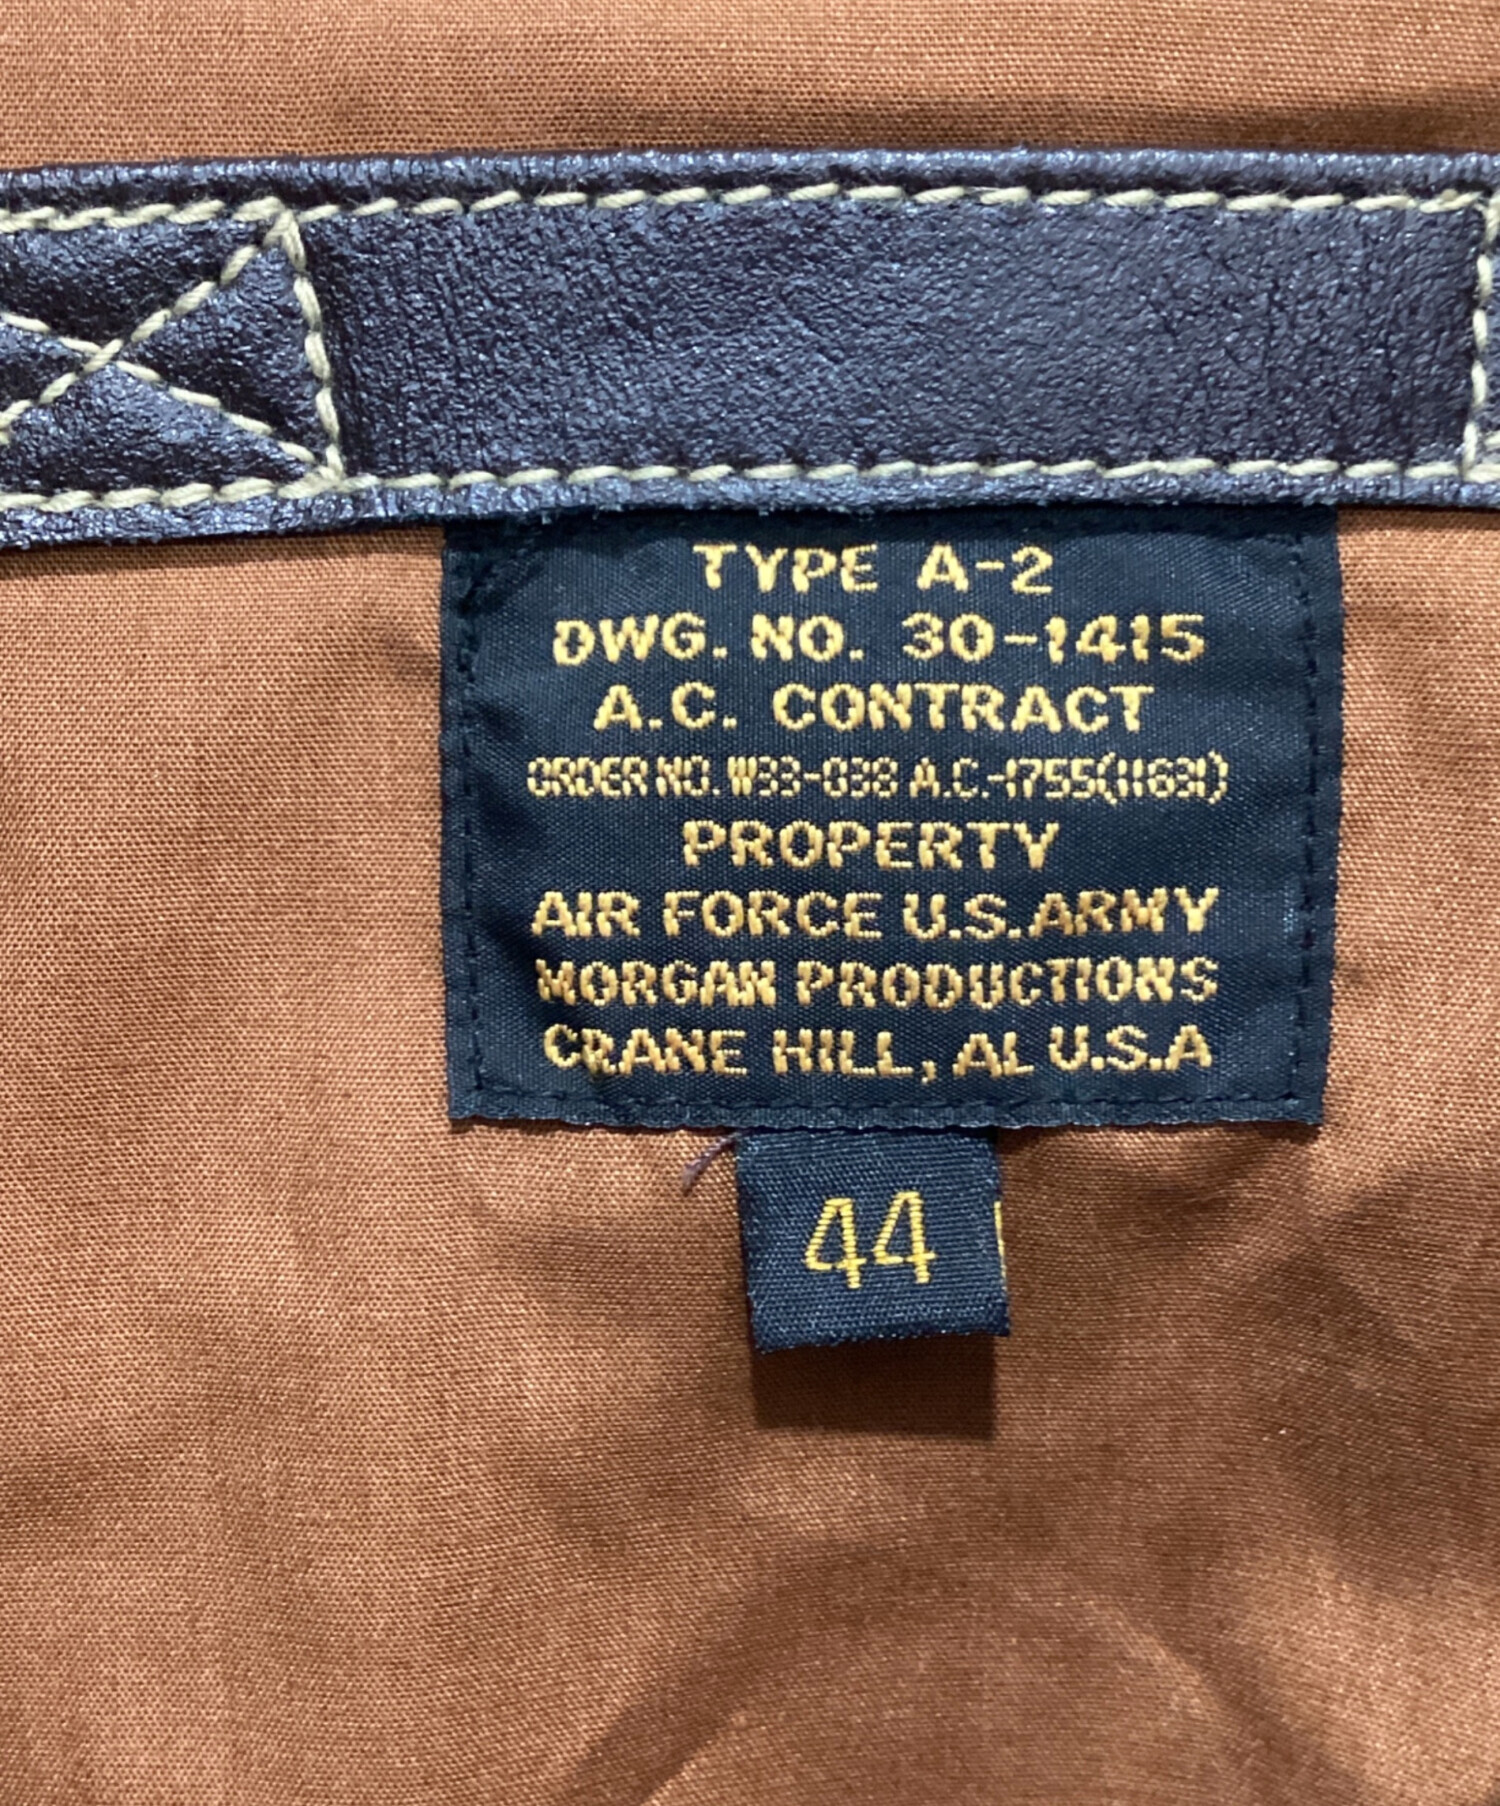 TYPE A-2
DWG. NO. 30-1415
A.C. CONTRACT
ORDER NO. W33-038 A.C.-1755(11631)
PROPERTY
AIR FORCE U.S.ARMY
MORGAN PRODUCTIONS
CRANE HILL, AL U.S.A
44